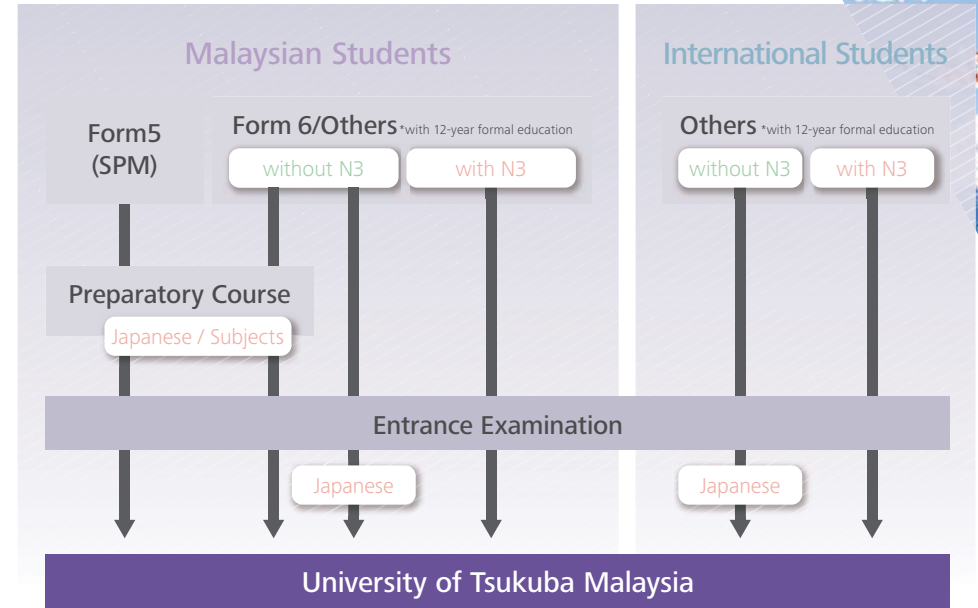 Malaysian Students
International Students
Form5
(SPM)
Form 6/Others *with 12-year formal education
without N3
with N3
Others *with 12-year formal education
without N3
with N3
Preparatory Course
Japanese / Subjects
Entrance Examination
Japanese
Japanese
University of Tsukuba Malaysia